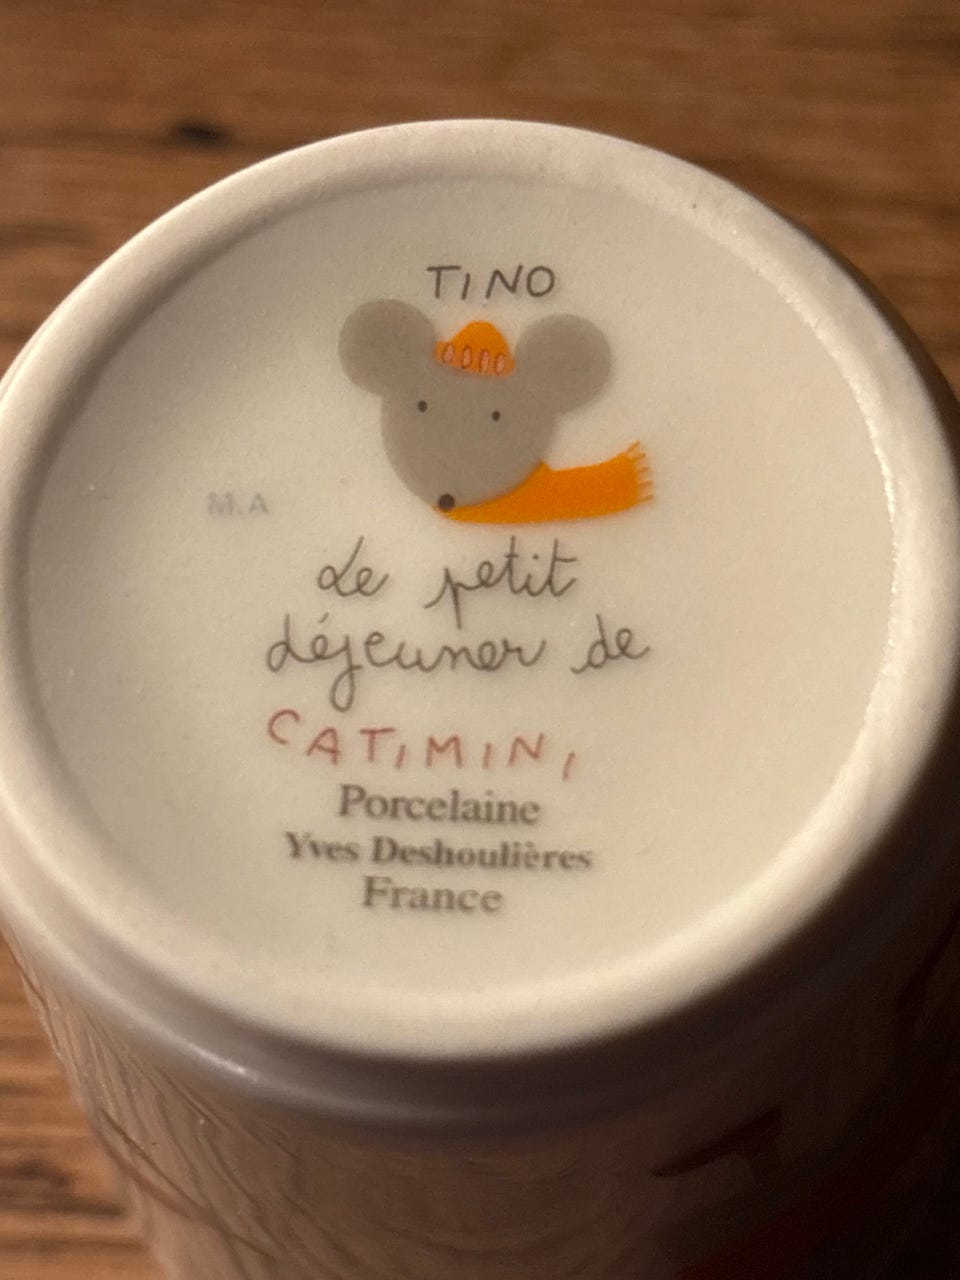 TINO
M.A
Le petit
déjeuner de
CATIMINI
Porcelaine
Yves Deshoulières
France